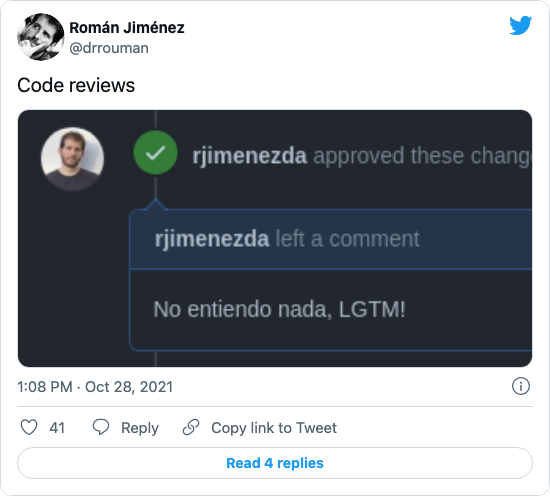 Román Jiménez
@drrouman
Code reviews
rjimenezda approved these chang
rjimenezda left a comment
No entiendo nada, LGTM!
1:08 PM · Oct 28, 2021
41 Reply Copy link to Tweet
Read 4 replies